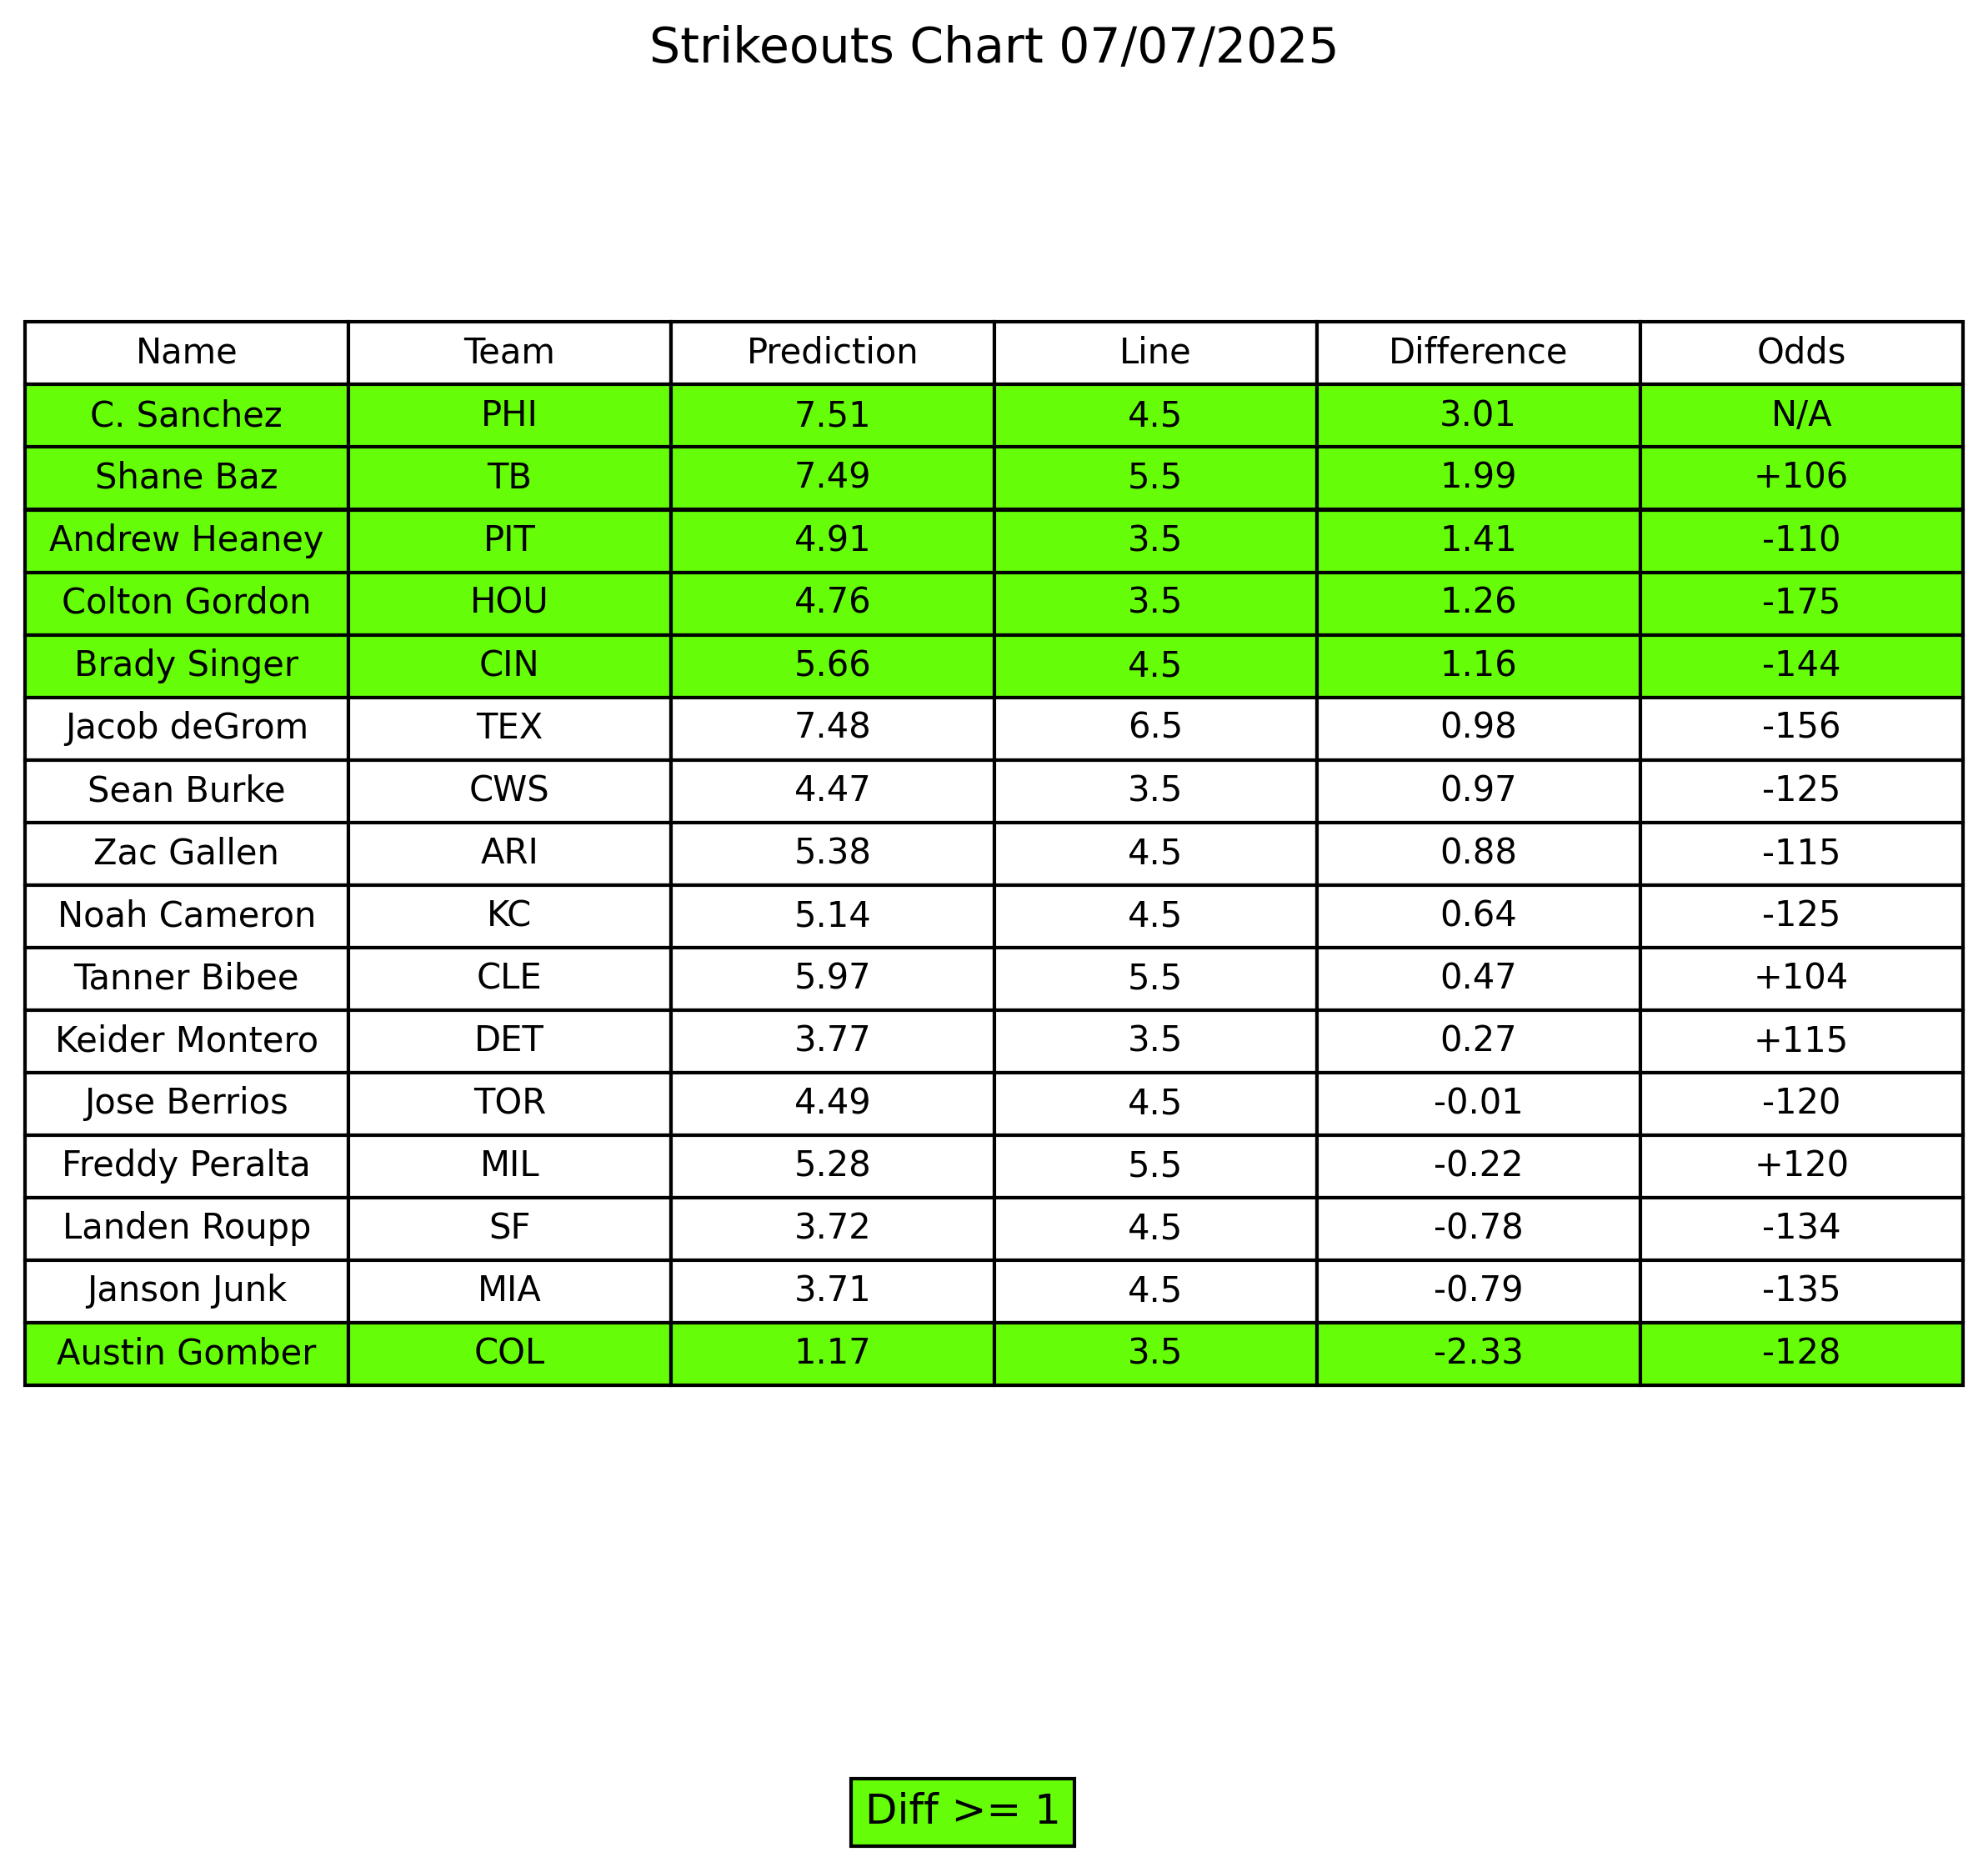 Strikeouts Chart 07/07/2025
Name Team Prediction Line Difference Odds
C. Sanchez PHI 7.51 4.5 3.01 N/A
Shane Baz TB 7.49 5.5 1.99 +106
Andrew Heaney PIT 4.91 3.5 1.41 -110
Colton Gordon HOU 4.76 3.5 1.26 -175
Brady Singer CIN 5.66 4.5 1.16 -144
Jacob deGrom TEX 7.48 6.5 0.98 -156
Sean Burke CWS 4.47 3.5 0.97 -125
Zac Gallen ARI 5.38 4.5 0.88 -115
Noah Cameron KC 5.14 4.5 0.64 -125
Tanner Bibee CLE 5.97 5.5 0.47 +104
Keider Montero DET 3.77 3.5 0.27 +115
Jose Berrios TOR 4.49 4.5 -0.01 -120
Freddy Peralta MIL 5.28 5.5 -0.22 +120
Landen Roupp SF 3.72 4.5 -0.78 -134
Janson Junk MIA 3.71 4.5 -0.79 -135
Austin Gomber COL 1.17 3.5 -2.33 -128
Diff >= 1